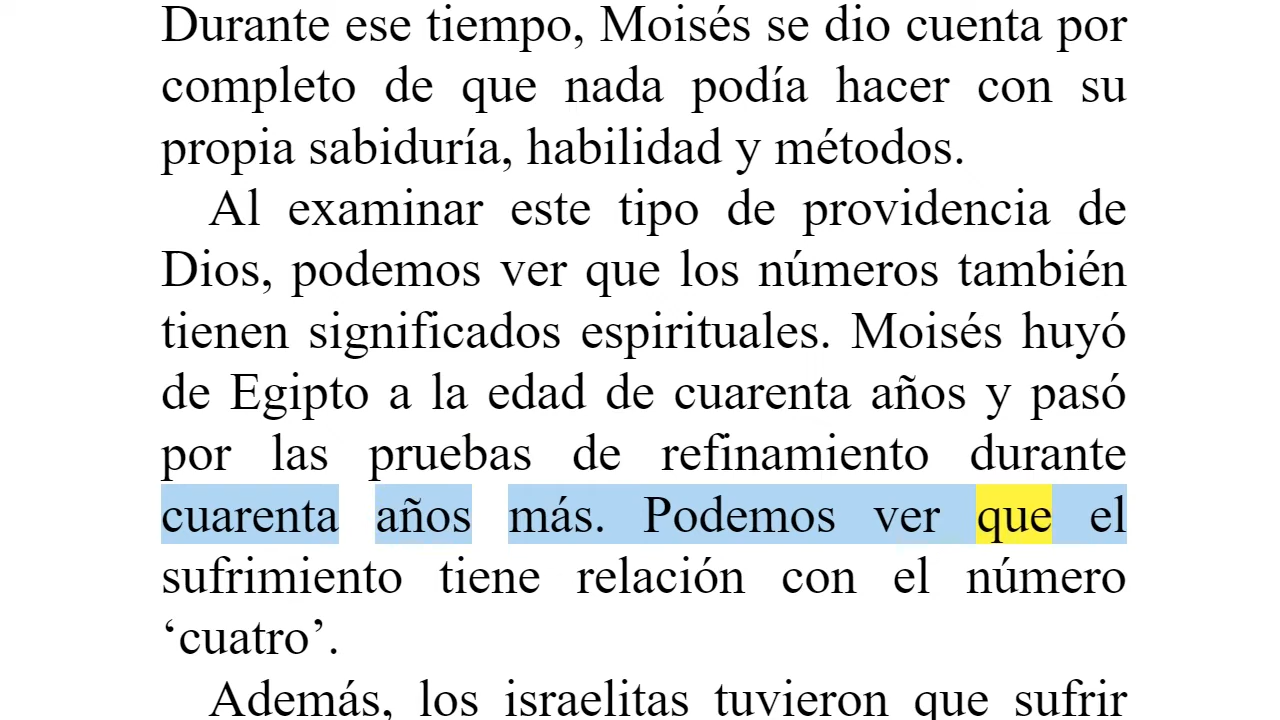 Durante ese tiempo, Moisés se dio cuenta por
completo de que nada podía hacer con su
propia sabiduría, habilidad y métodos.
Al examinar este tipo de providencia de
Dios, podemos ver que los números también
tienen significados espirituales. Moisés huyó
de Egipto a la edad de cuarenta años y pasó
por las pruebas de refinamiento durante
cuarenta años más. Podemos ver que el
sufrimiento tiene relación con el número
‘cuatro’.
Además, los israelitas tuvieron que sufrir